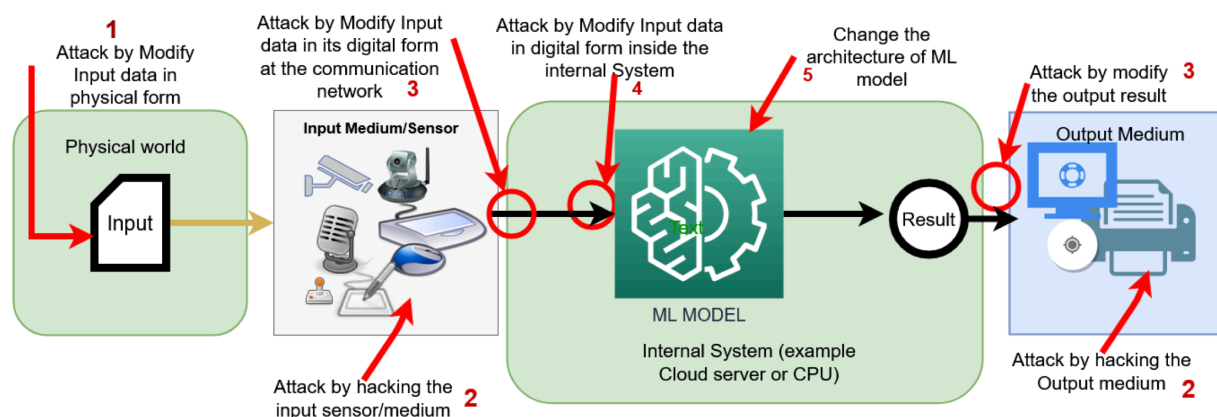 1
Attack by Modify
Input data in
physical form
Physical world
Input
Attack by Modify Input
data in its digital form
at the communication
network 3
Input Medium/Sensor
Attack by hacking the
input sensor/medium 2
Attack by Modify Input data
in digital form inside the
internal System
4
Change the
architecture of ML
model
5
Text
ML MODEL
Internal System (example
Cloud server or CPU)
Result
Attack by modify 3
the output result
Output Medium
Attack by hacking the
Output medium 2